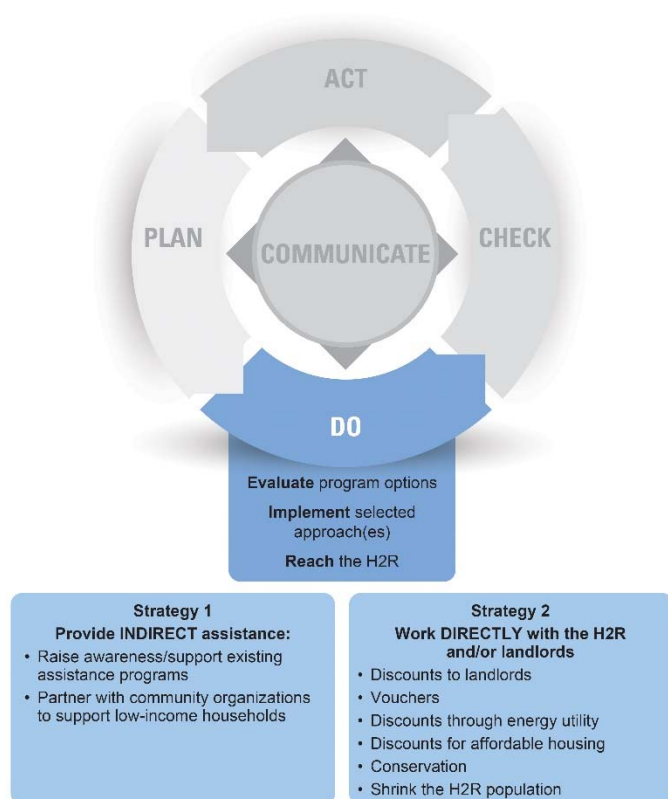 ACT
PLAN
COMMUNICATE
CHECK
DO
Evaluate program options
Implement selected
approach(es)
Reach the H2R
Strategy 1
Provide INDIRECT assistance:
• Raise awareness/support existing
assistance programs
• Partner with community organizations
to support low-income households
Strategy 2
Work DIRECTLY with the H2R
and/or landlords
• Discounts to landlords
• Vouchers
• Discounts through energy utility
• Discounts for affordable housing
• Conservation
• Shrink the H2R population